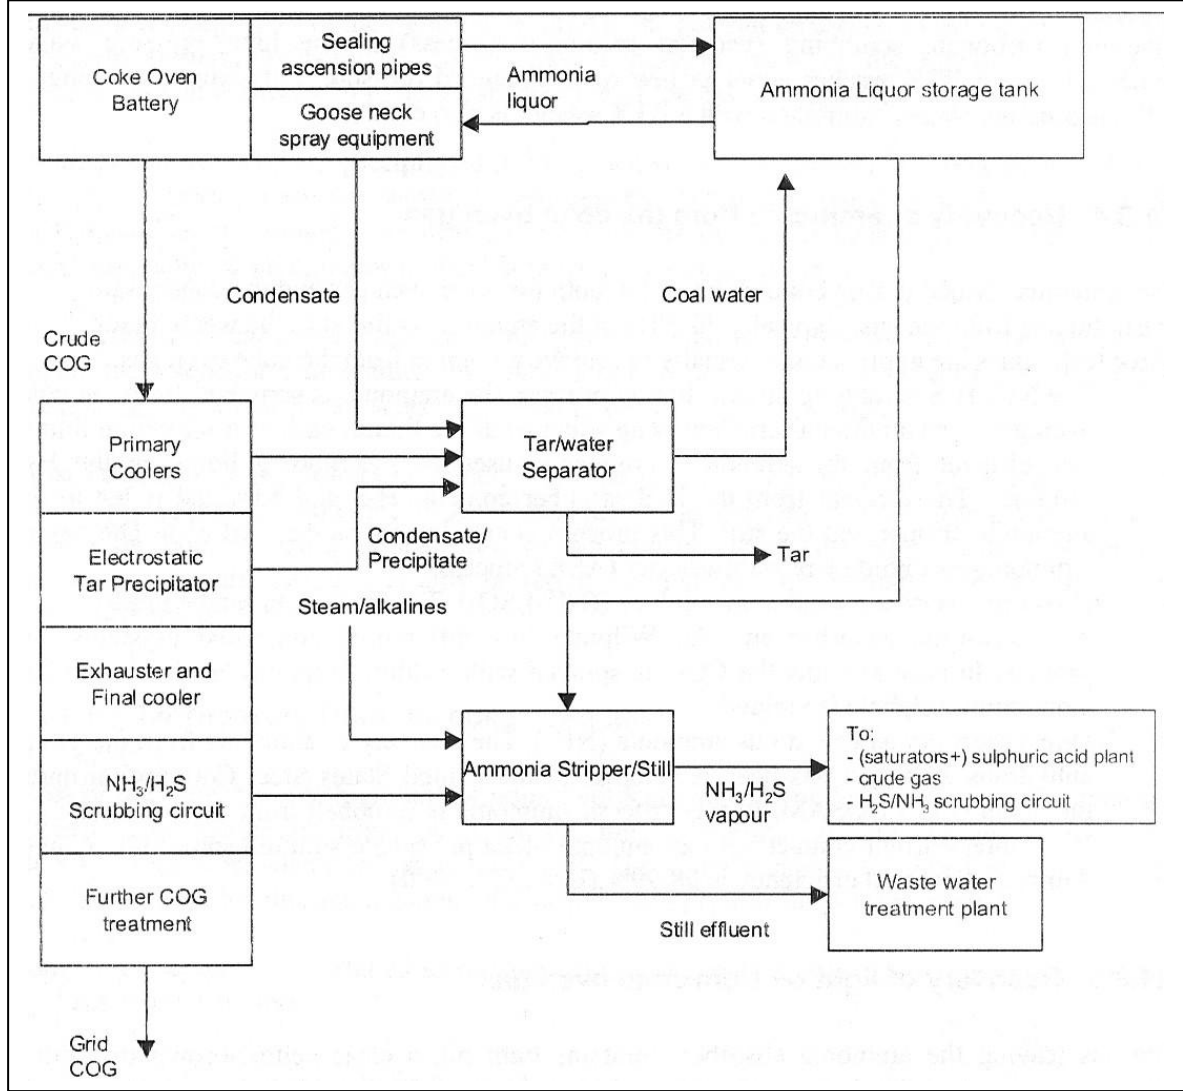 Coke Oven
Battery
Sealing
ascension pipes
Goose neck
spray equipment
Ammonia
liquor
Ammonia Liquor storage tank
Condensate
Coal water
Crude
COG
Primary
Coolers
Tar/water
Separator
Electrostatic
Tar Precipitator
Condensate/
Precipitate
Tar
Steam/alkalines
Exhauster and
Final cooler
NH₃/H₂S
Scrubbing circuit
Ammonia Stripper/Still
NH₃/H₂S
vapour
To:
- (saturators+) sulphuric acid plant
- crude gas
- H₂S/NH₃ scrubbing circuit
Further COG
treatment
Still effluent
Waste water
treatment plant
Grid
COG